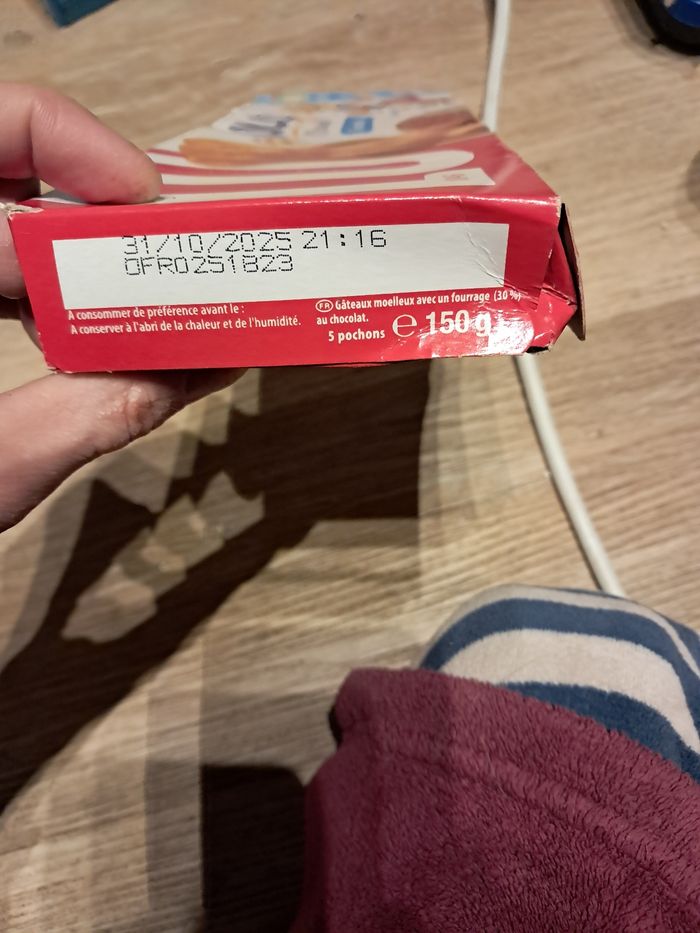 31/10/2025 21:16
OFR0251823
A consommer de préférence avant le :
A conserver à l'abri de la chaleur et de l'humidité.
FR Gâteaux moelleux avec un fourrage (30 %)
au chocolat.
5 pochons ℮ 150 g